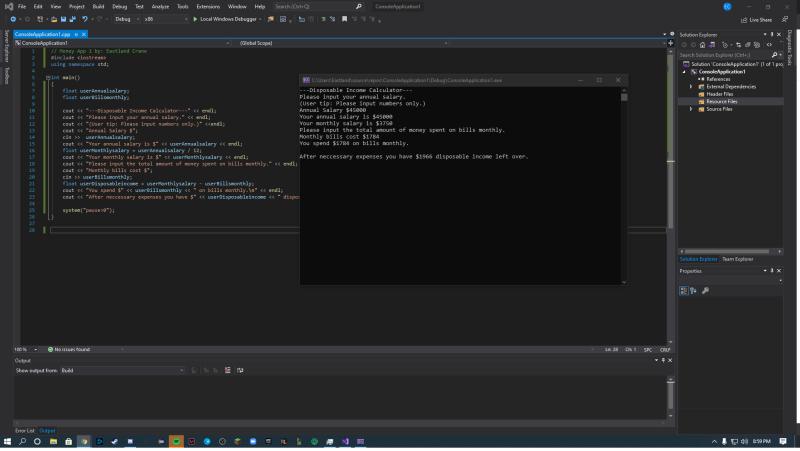 File Edit View Project Build Debug Test Analyze Tools Extensions Window Help Search (Ctrl+Q) ConsoleApplication1
Debug x86 Local Windows Debugger Live Share
ConsoleApplication1.cpp
ConsoleApplication1 (Global Scope)
Server Explorer
Toolbox
1 // Money App 1 by: Eastland Crane
2 #include <iostream>
3 using namespace std;
4
5 int main()
6 {
7 float userAnnualsalary;
8 float userBillsmonthly;
9
10 cout << "---Disposable Income Calculator---" << endl;
11 cout << "Please input your annual salary." << endl;
12 cout << "(User tip: Please input numbers only.)" <<endl;
13 cout << "Annual Salary $";
14 cin >> userAnnualsalary;
15 cout << "Your annual salary is $" << userAnnualsalary << endl;
16 float userMonthlysalary = userAnnualsalary / 12;
17 cout << "Your monthly salary is $" << userMonthlysalary << endl;
18 cout << "Please input the total amount of money spent on bills monthly." << endl;
19 cout << "Monthly bills cost $";
20 cin >> userBillsmonthly;
21 float userDisposableincome = userMonthlysalary - userBillsmonthly;
22 cout << "You spend $" << userBillsmonthly << " on bills monthly.\n" << endl;
23 cout << "After neccessary expenses you have $" << userDisposableincome << " dispo
24
25 system("pause>0");
26 }
27
28
---Disposable Income Calculator---
Please input your annual salary.
(User tip: Please input numbers only.)
Annual Salary $45000
Your annual salary is $45000
Your monthly salary is $3750
Please input the total amount of money spent on bills monthly.
Monthly bills cost $1784
You spend $1784 on bills monthly.
After neccessary expenses you have $1966 disposable income left over.
100 % No issues found Ln: 28 Ch: 1 SPC CRLF
Output
Show output from: Build
Error List Output
Solution Explorer
Search Solution Explorer (Ctrl+;)
Solution 'ConsoleApplication1' (1 of 1 proj
ConsoleApplication1
References
External Dependencies
Header Files
Resource Files
Source Files
Solution Explorer Team Explorer
Properties
Diagnostic Tools
8:59 PM